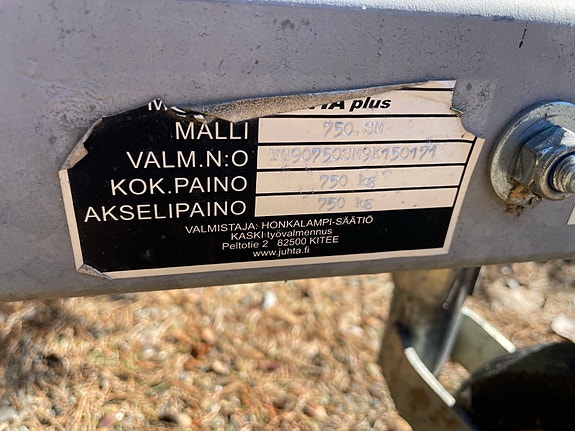 plus
MALLI 750.SM
VALM.N:O
KOK.PAINO 750 kg
AKSELIPAINO 750 kg
VALMISTAJA: HONKALAMPI-SÄÄTIÖ
KASKI-työvalmennus
Peltotie 2 82500 KITEE
www.juhta.fi